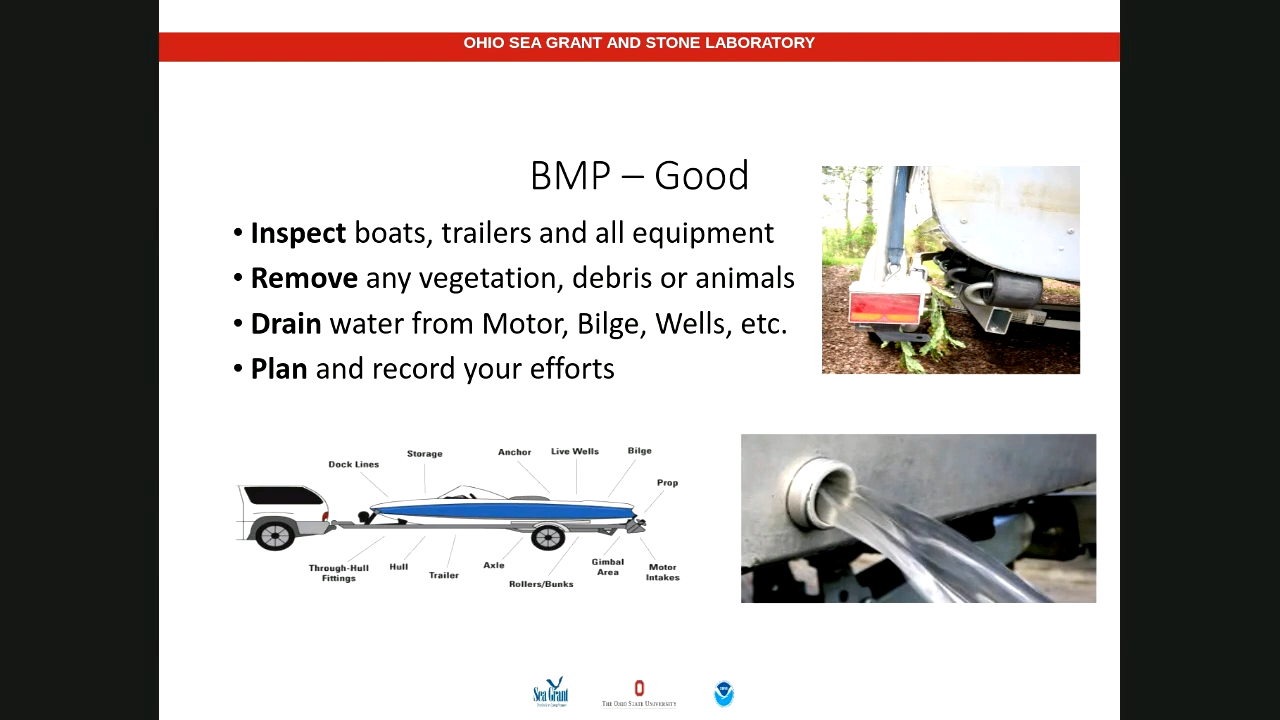 OHIO SEA GRANT AND STONE LABORATORY
BMP – Good
• Inspect boats, trailers and all equipment
• Remove any vegetation, debris or animals
• Drain water from Motor, Bilge, Wells, etc.
• Plan and record your efforts
Dock Lines
Storage
Anchor
Live Wells
Bilge
Prop
Through-Hull
Fittings
Hull
Trailer
Axle
Rollers/Bunks
Gimbal
Area
Motor
Intakes
Sea Grant
THE OHIO STATE UNIVERSITY